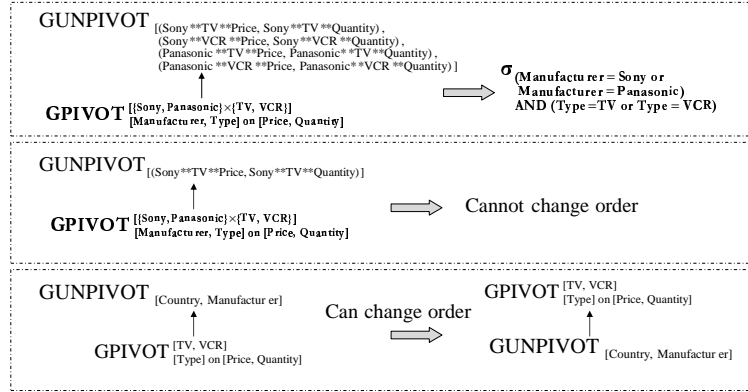 GUNPIVOT [(Sony**TV**Price, Sony**TV**Quantity),
(Sony**VCR**Price, Sony**VCR**Quantity),
(Panasonic**TV**Price, Panasonic**TV**Quantity),
(Panasonic**VCR**Price, Panasonic**VCR**Quantity)]
GPIVOT [{Sony, Panasonic}×{TV, VCR}]
[Manufacturer, Type] on [Price, Quantity]
σ (Manufacturer = Sony or
Manufacturer = Panasonic)
AND (Type = TV or Type = VCR)
GUNPIVOT [(Sony**TV**Price, Sony**TV**Quantity)]
GPIVOT [{Sony, Panasonic}×{TV, VCR}]
[Manufacturer, Type] on [Price, Quantity]
Cannot change order
GUNPIVOT [Country, Manufacturer]
GPIVOT [TV, VCR]
[Type] on [Price, Quantity]
Can change order
GPIVOT [TV, VCR]
[Type] on [Price, Quantity]
GUNPIVOT [Country, Manufacturer]